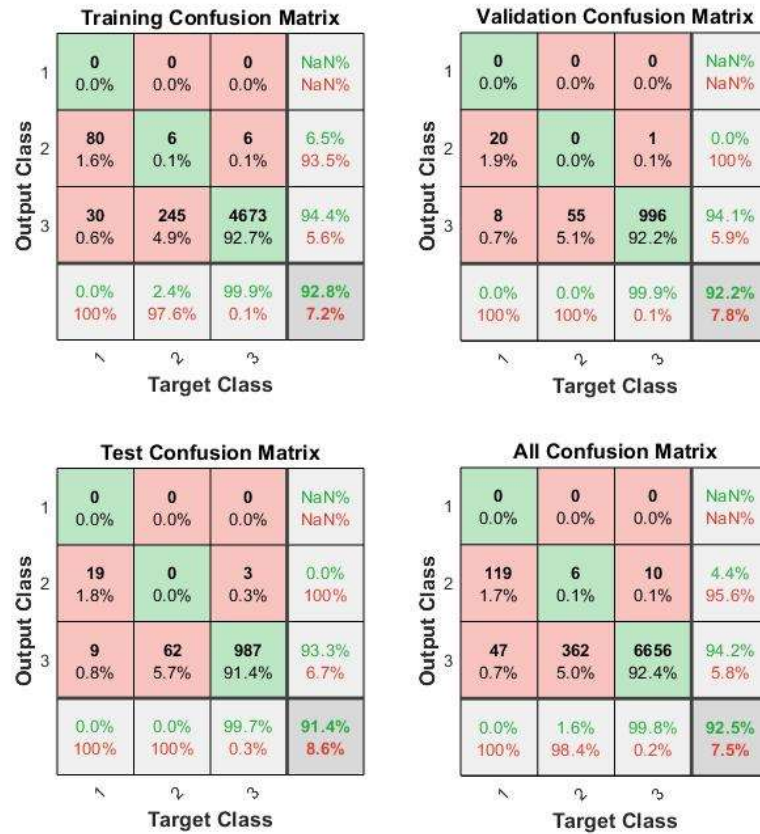 Training Confusion Matrix
Output Class
1
0 0 0 NaN%
0.0% 0.0% 0.0% NaN%
2
80 6 6 6.5%
1.6% 0.1% 0.1% 93.5%
3
30 245 4673 94.4%
0.6% 4.9% 92.7% 5.6%
0.0% 2.4% 99.9% 92.8%
100% 97.6% 0.1% 7.2%
1 2 3
Target Class
Validation Confusion Matrix
Output Class
1
0 0 0 NaN%
0.0% 0.0% 0.0% NaN%
2
20 0 1 0.0%
1.9% 0.0% 0.1% 100%
3
8 55 996 94.1%
0.7% 5.1% 92.2% 5.9%
0.0% 0.0% 99.9% 92.2%
100% 100% 0.1% 7.8%
1 2 3
Target Class
Test Confusion Matrix
Output Class
1
0 0 0 NaN%
0.0% 0.0% 0.0% NaN%
2
19 0 3 0.0%
1.8% 0.0% 0.3% 100%
3
9 62 987 93.3%
0.8% 5.7% 91.4% 6.7%
0.0% 0.0% 99.7% 91.4%
100% 100% 0.3% 8.6%
1 2 3
Target Class
All Confusion Matrix
Output Class
1
0 0 0 NaN%
0.0% 0.0% 0.0% NaN%
2
119 6 10 4.4%
1.7% 0.1% 0.1% 95.6%
3
47 362 6656 94.2%
0.7% 5.0% 92.4% 5.8%
0.0% 1.6% 99.8% 92.5%
100% 98.4% 0.2% 7.5%
1 2 3
Target Class